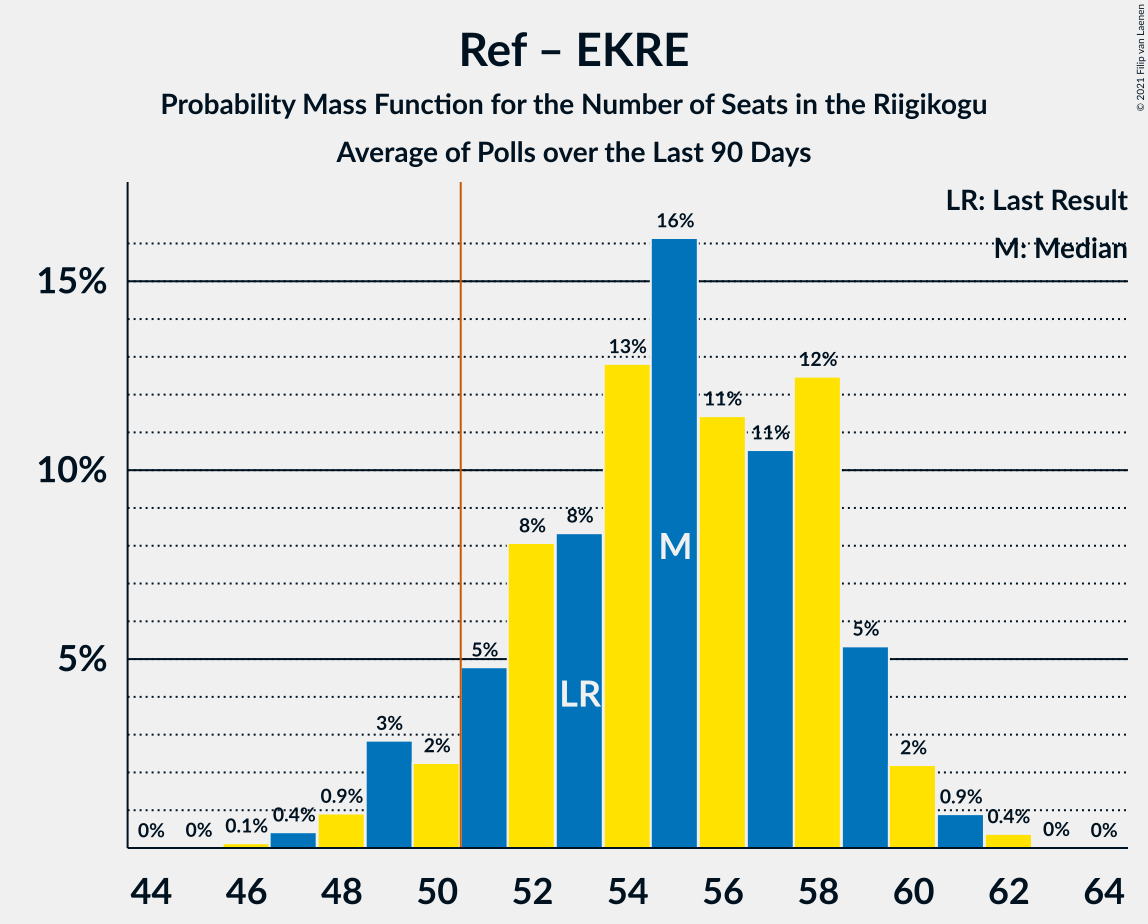 Ref – EKRE
Probability Mass Function for the Number of Seats in the Riigikogu
Average of Polls over the Last 90 Days
© 2021 Filip van Laenen
LR: Last Result
M: Median
15%
10%
5%
0% 0% 0.1% 0.4% 0.9% 3% 2% 5% 8% 8% 13% 16% 11% 11% 12% 5% 2% 0.9% 0.4% 0% 0%
M
LR
44 46 48 50 52 54 56 58 60 62 64